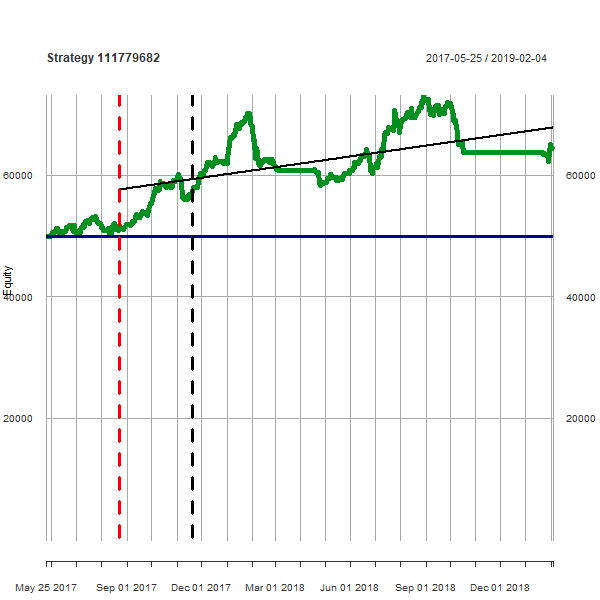 Strategy 111779682
2017-05-25 / 2019-02-04
60000
60000
Equity
40000
40000
20000
20000
May 25 2017
Sep 01 2017
Dec 01 2017
Mar 01 2018
Jun 01 2018
Sep 01 2018
Dec 01 2018